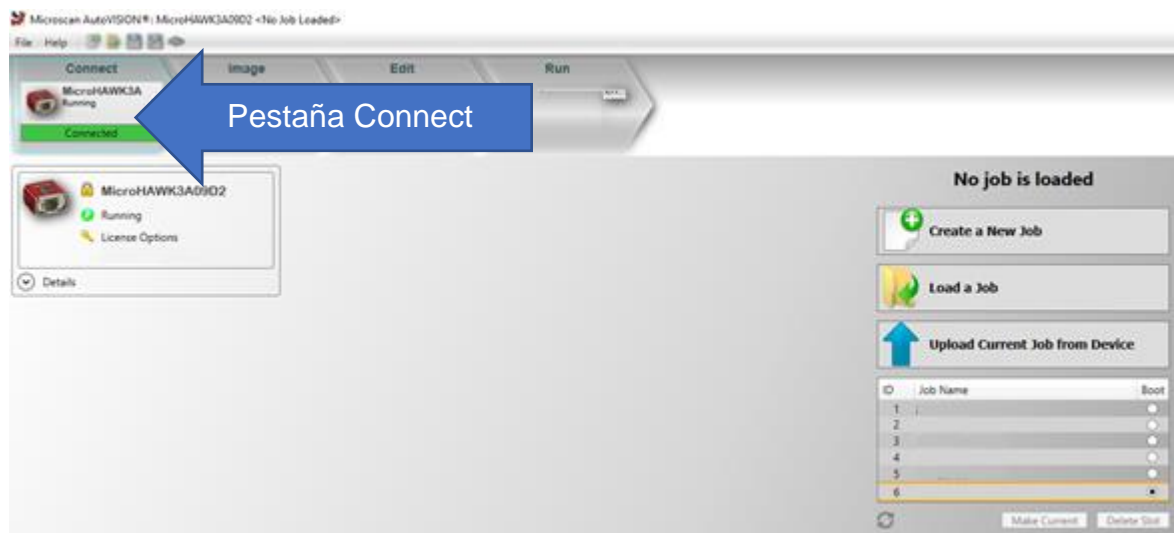 Microscan AutoVISION®: MicroHAWK3A09D2 <No Job Loaded>
File Help
Connect Image Edit Run
MicroHAWK3A
Running
Connected
Pestaña Connect
MicroHAWK3A09D2
Running
License Options
Details
No job is loaded
Create a New Job
Load a Job
Upload Current Job from Device
ID Job Name Boot
1
2
3
4
5
6
Make Current Delete Slot